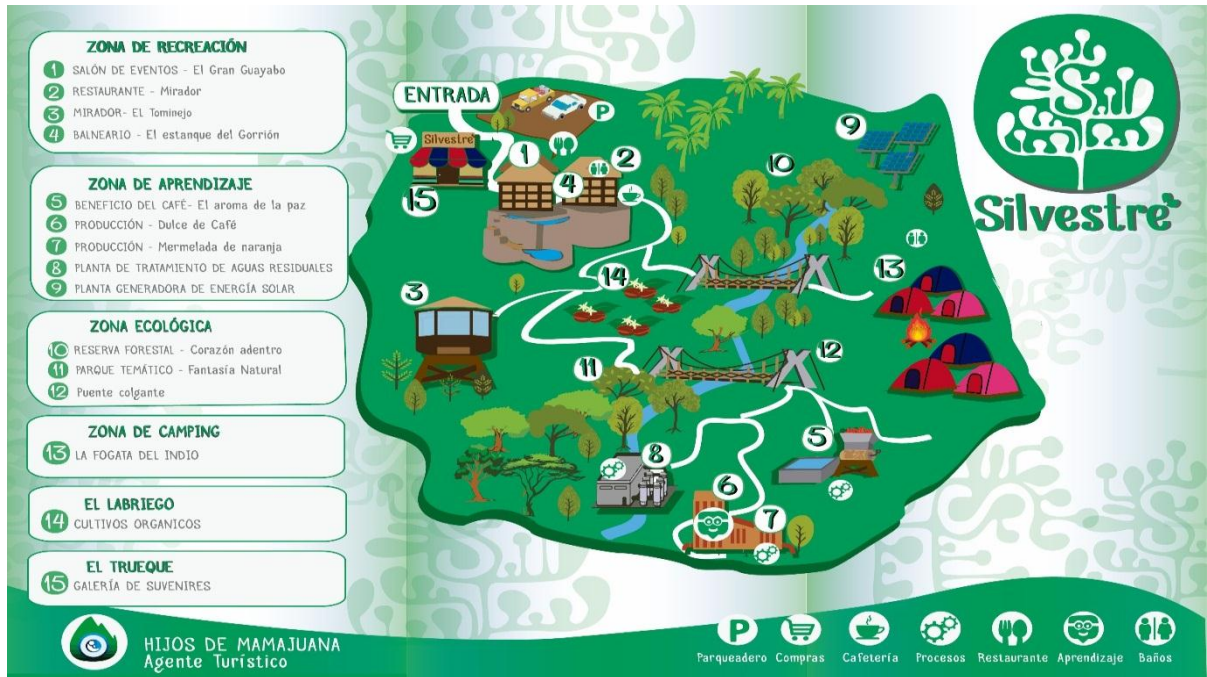 ZONA DE RECREACIÓN
1 SALÓN DE EVENTOS - El Gran Guayabo
2 RESTAURANTE - Mirador
3 MIRADOR- EL Tominejo
4 BALNEARIO - El estanque del Gorrión
ZONA DE APRENDIZAJE
5 BENEFICIO DEL CAFÉ- El aroma de la paz
6 PRODUCCIÓN - Dulce de Café
7 PRODUCCIÓN - Mermelada de naranja
8 PLANTA DE TRATAMIENTO DE AGUAS RESIDUALES
9 PLANTA GENERADORA DE ENERGÍA SOLAR
ZONA ECOLÓGICA
10 RESERVA FORESTAL - Corazón adentro
11 PARQUE TEMÁTICO - Fantasía Natural
12 Puente colgante
ZONA DE CAMPING
13 LA FOGATA DEL INDIO
EL LABRIEGO
14 CULTIVOS ORGANICOS
EL TRUEQUE
15 GALERÍA DE SUVENIRES
ENTRADA
P
Silvestre
1
2
4
15
3
14
9
10
13
11
12
5
8
6
7
S
Silvestre
HIJOS DE MAMAJUANA
Agente Turístico
P
Parqueadero Compras Cafetería Procesos Restaurante Aprendizaje Baños